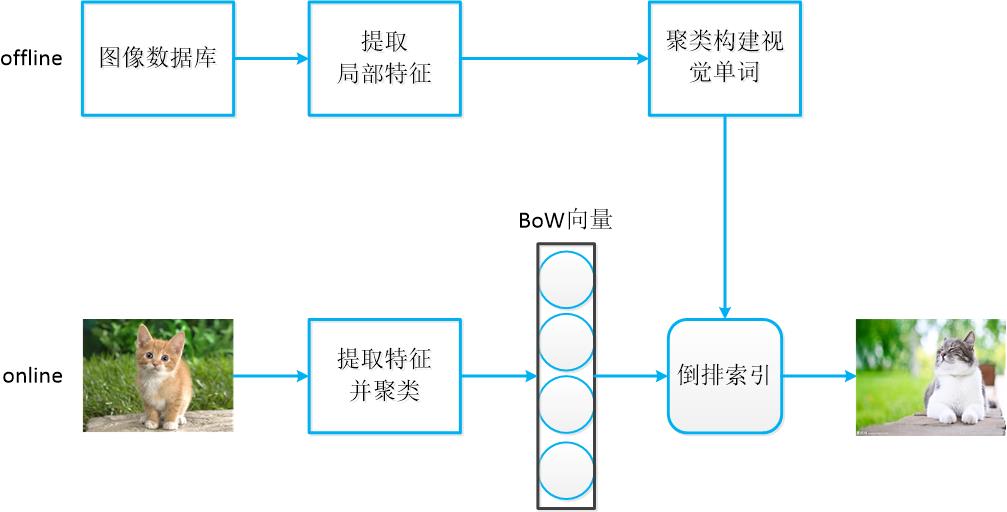 offline
图像数据库
提取
局部特征
聚类构建视
觉单词
BoW向量
online
提取特征
并聚类
倒排索引